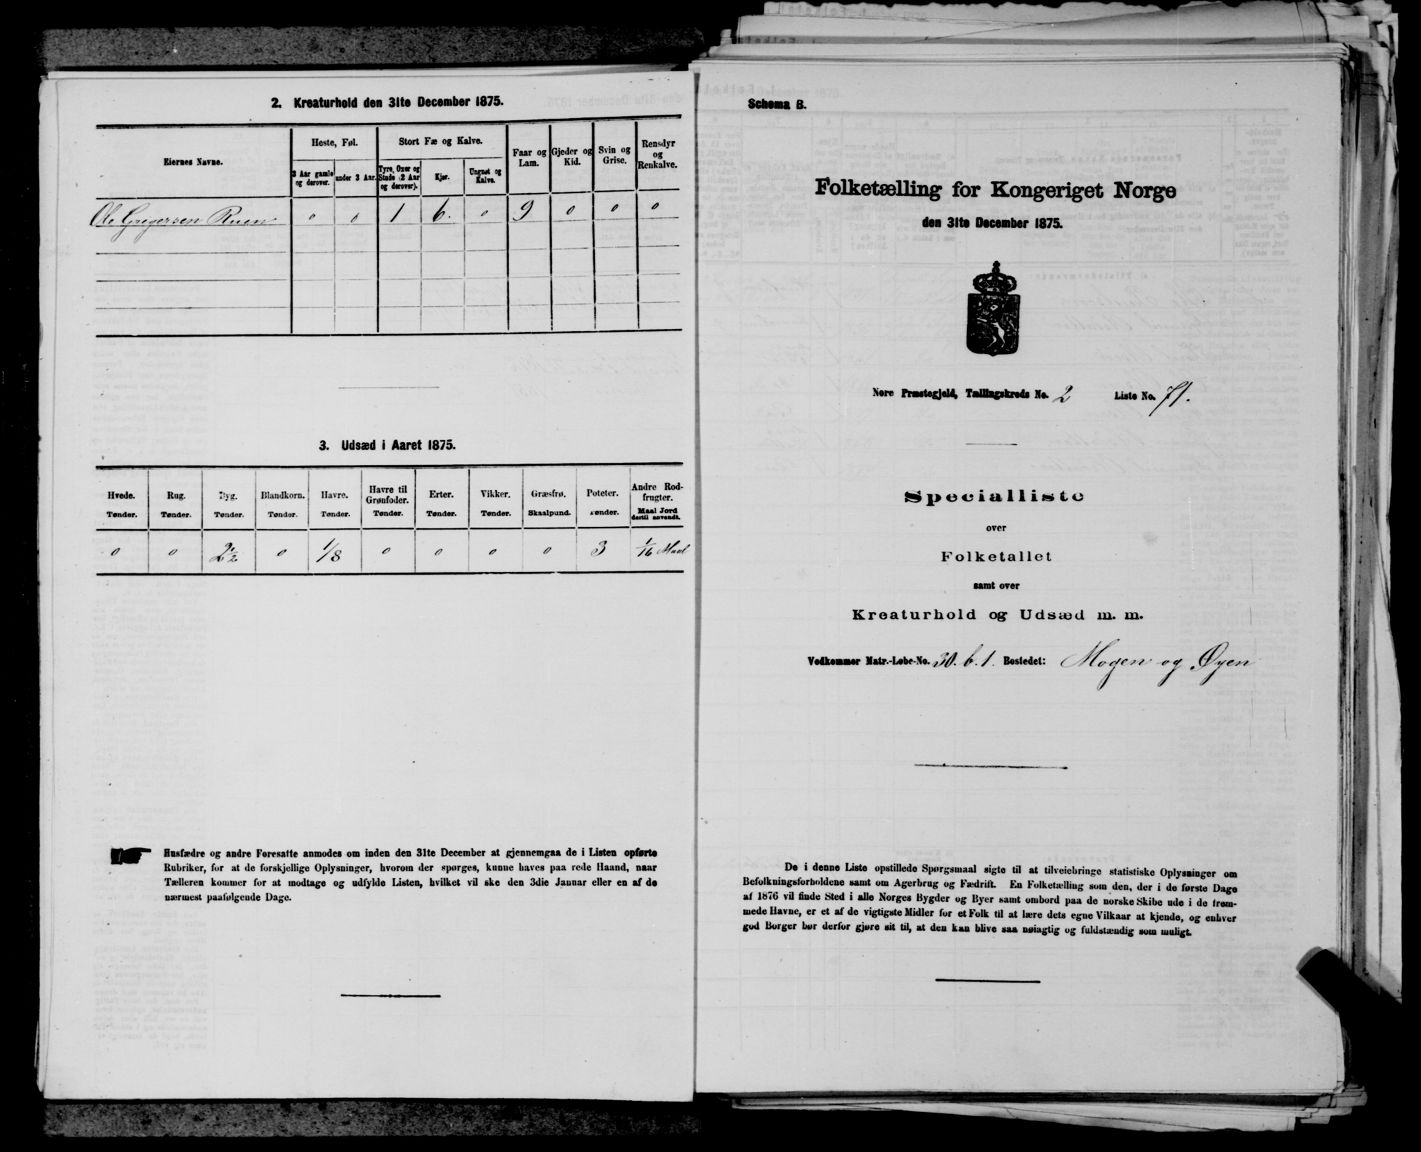 2. Kreaturhold den 31te December 1875.
Eiernes Navne.
Heste, Føl.
Stort Fæ og Kalve.
Faar og Lam.
Gjeder og Kid.
Svin og Grise.
Rensdyr og Renkalve.
3 Aar gamle og derover.
under 3 Aar.
Tyre, Oxer og Stude (2 Aar og derover).
Kjør.
Ungnøt og Kalve.
Ole Gregersen Ruen 0 0 1 6. 0 9 0 0 0
3. Udsæd i Aaret 1875.
Hvede. Rug. Byg. Blandkorn. Havre. Havre til Grønfoder. Erter. Vikker. Græsfrø. Poteter. Andre Rodfrugter.
Tønder. Tønder. Tønder. Tønder. Tønder. Tønder. Tønder. Tønder. Skaalpund. Tønder. Maal Jord dertil anvendt.
0 0 2 1/2 0 1/8 0 0 0 0 3 1/16 Maal
Husfædre og andre Foresatte anmodes om inden den 31te December at gjennemgaa de i Listen opførte
Rubriker, for at de forskjellige Oplysninger, hvorom der spørges, kunne haves paa rede Haand, naar
Tælleren kommer for at modtage og udfylde Listen, hvilket vil ske den 3die Januar eller en af de
nærmest paafølgende Dage.
Schema B.
Folketælling for Kongeriget Norge
den 31te December 1875.
Nore Præstegjeld, Tællingskreds No. 2 Liste No. 71.
Specialliste
over
Folketallet
samt over
Kreaturhold og Udsæd m. m.
Vedkommer Matr.-Løbe-No. 30. b. 1. Bostedet: Mogen og Øyen
De i denne Liste opstillede Spørgsmaal sigte til at tilveiebringe statistiske Oplysninger om
Befolkningsforholdene samt om Agerbrug og Fædrift. En Folketælling som den, der i de første Dage
af 1876 vil finde Sted i alle Norges Bygder og Byer samt ombord paa de norske Skibe ude i de frem-
mede Havne, er et af de vigtigste Midler for et Folk til at lære dets egne Vilkaar at kjende, og enhver
god Borger bør derfor gjøre sit til, at den kan blive saa nøiagtig og fuldstændig som muligt.